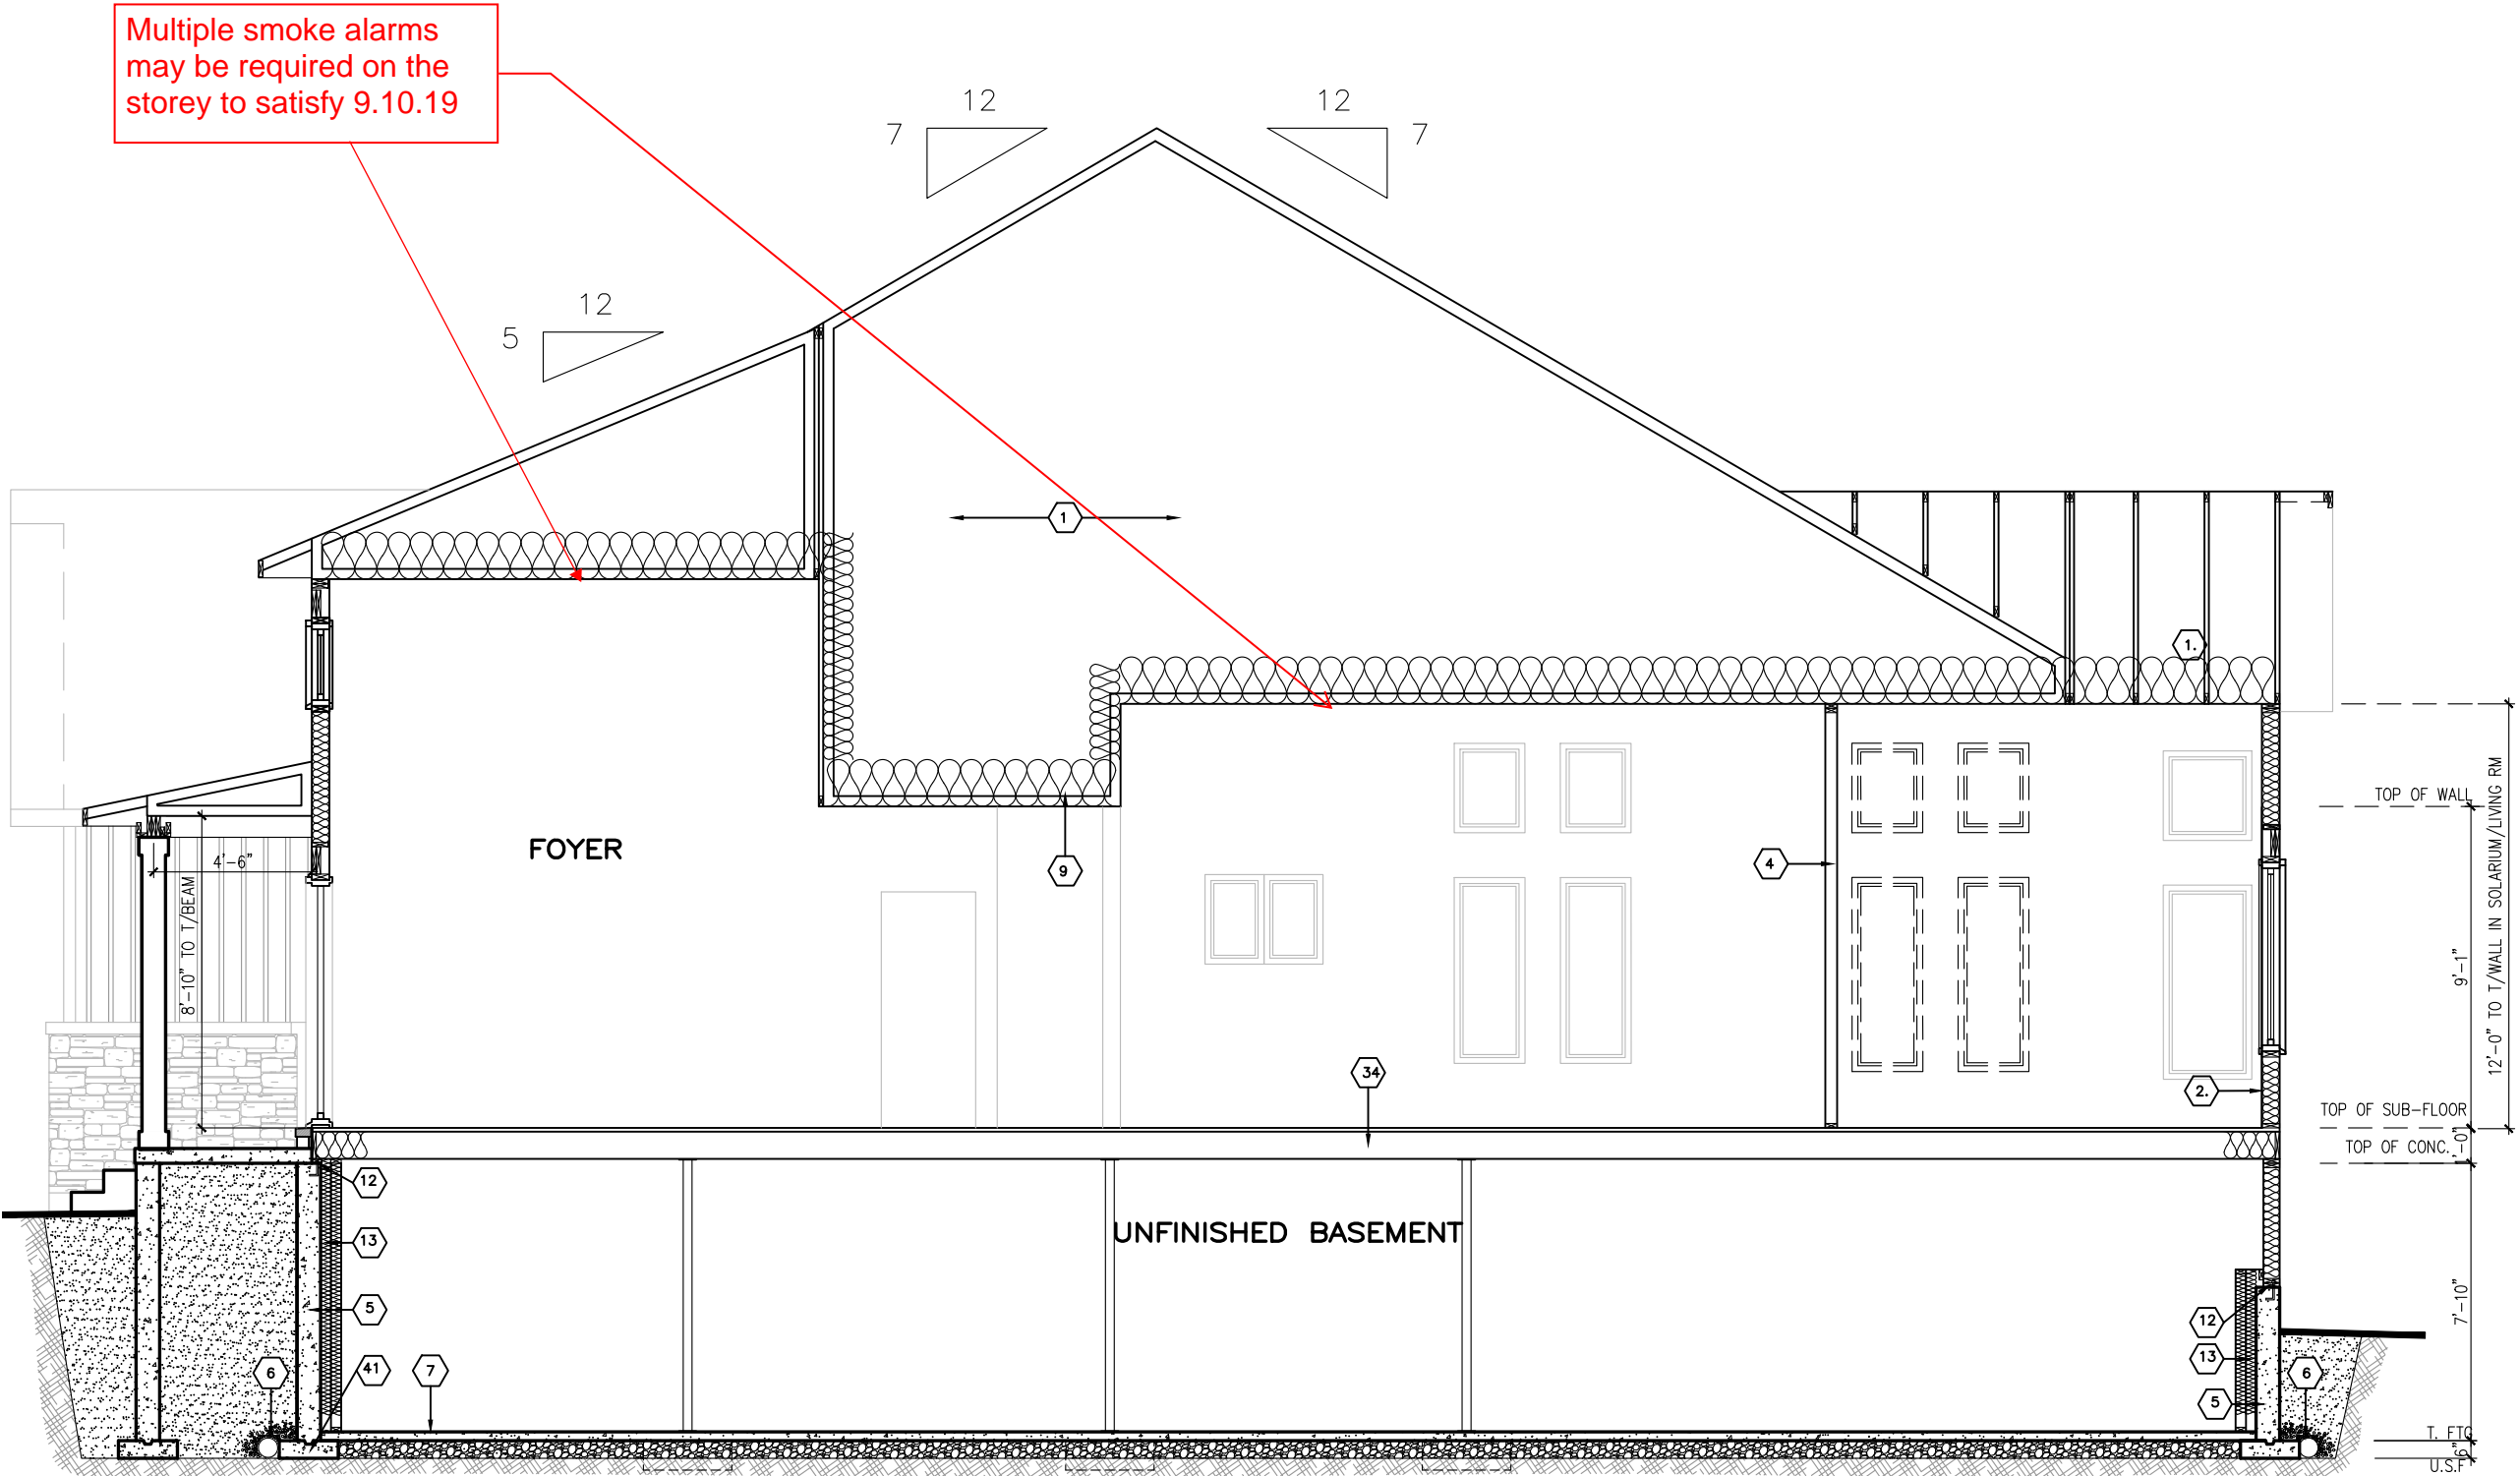 Multiple smoke alarms
may be required on the
storey to satisfy 9.10.19
12
7
12
7
12
5
1
1.
TOP OF WALL
4'-6"
FOYER
9
4
8'-10" TO T/BEAM
9'-1"
12'-0" TO T/WALL IN SOLARIUM/LIVING RM
34
2.
TOP OF SUB-FLOOR
TOP OF CONC.
1'-0"
12
UNFINISHED BASEMENT
13
5
7'-10"
12
13
6
41
7
6
5
T. FTG
6"
U.S.F